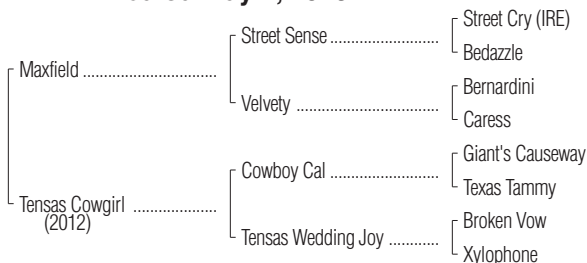 Street Cry (IRE)
Street Sense ................................
Bedazzle
Maxfield ........................................
Bernardini
Velvety ..........................................
Caress
Giant's Causeway
Cowboy Cal ................................
Texas Tammy
Tensas Cowgirl .........................
(2012)
Broken Vow
Tensas Wedding Joy ..............
Xylophone